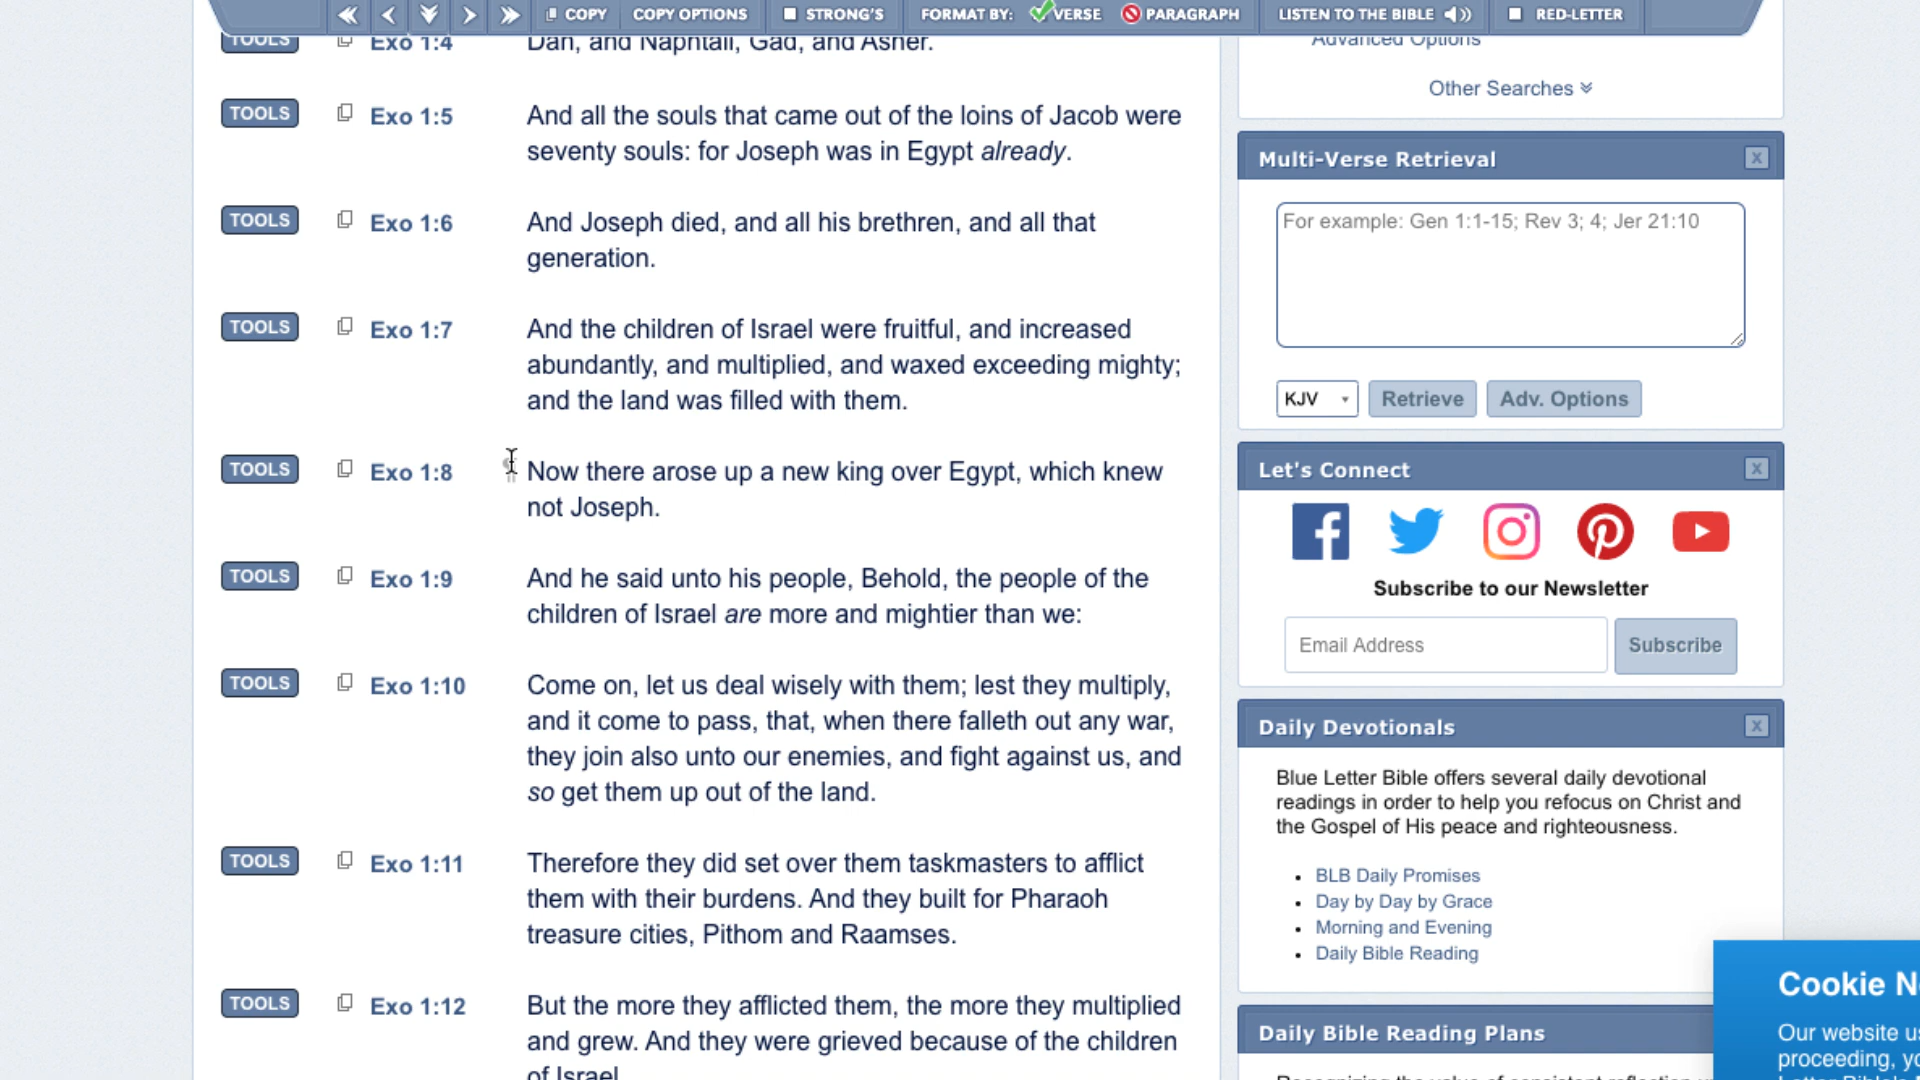 COPY COPY OPTIONS STRONG'S FORMAT BY: VERSE PARAGRAPH LISTEN TO THE BIBLE RED-LETTER
TOOLS Exo 1:4 Dan, and Naphtali, Gad, and Asher.
TOOLS Exo 1:5 And all the souls that came out of the loins of Jacob were
seventy souls: for Joseph was in Egypt already.
TOOLS Exo 1:6 And Joseph died, and all his brethren, and all that
generation.
TOOLS Exo 1:7 And the children of Israel were fruitful, and increased
abundantly, and multiplied, and waxed exceeding mighty;
and the land was filled with them.
TOOLS Exo 1:8 Now there arose up a new king over Egypt, which knew
not Joseph.
TOOLS Exo 1:9 And he said unto his people, Behold, the people of the
children of Israel are more and mightier than we:
TOOLS Exo 1:10 Come on, let us deal wisely with them; lest they multiply,
and it come to pass, that, when there falleth out any war,
they join also unto our enemies, and fight against us, and
so get them up out of the land.
TOOLS Exo 1:11 Therefore they did set over them taskmasters to afflict
them with their burdens. And they built for Pharaoh
treasure cities, Pithom and Raamses.
TOOLS Exo 1:12 But the more they afflicted them, the more they multiplied
and grew. And they were grieved because of the children
of Israel
Advanced Options
Other Searches
Multi-Verse Retrieval X
For example: Gen 1:1-15; Rev 3; 4; Jer 21:10
KJV Retrieve Adv. Options
Let's Connect X
Subscribe to our Newsletter
Email Address Subscribe
Daily Devotionals X
Blue Letter Bible offers several daily devotional
readings in order to help you refocus on Christ and
the Gospel of His peace and righteousness.
BLB Daily Promises
Day by Day by Grace
Morning and Evening
Daily Bible Reading
Daily Bible Reading Plans
Cookie N
Our website us
proceeding, yo